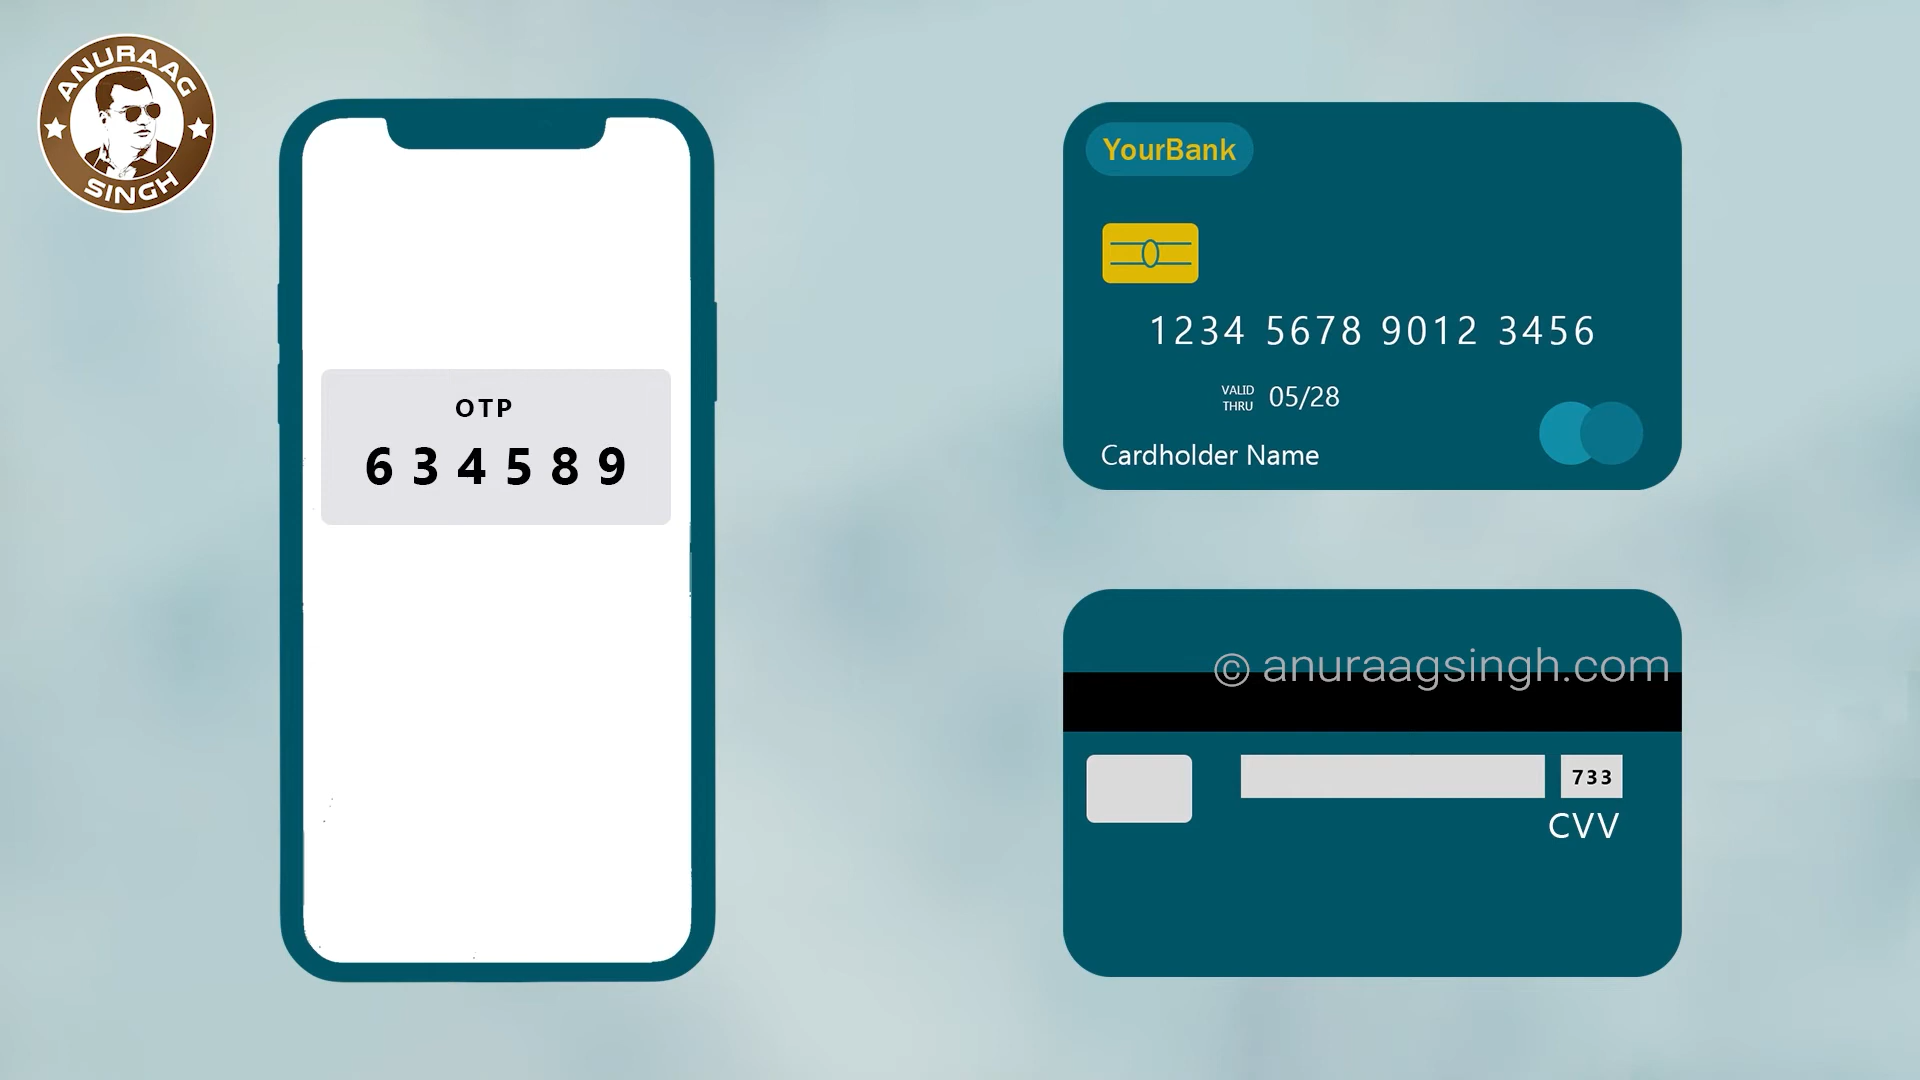 ANURAAG
SINGH
OTP
6 3 4 5 8 9
YourBank
1234 5678 9012 3456
VALID
THRU
05/28
Cardholder Name
© anuraagsingh.com
733
CVV